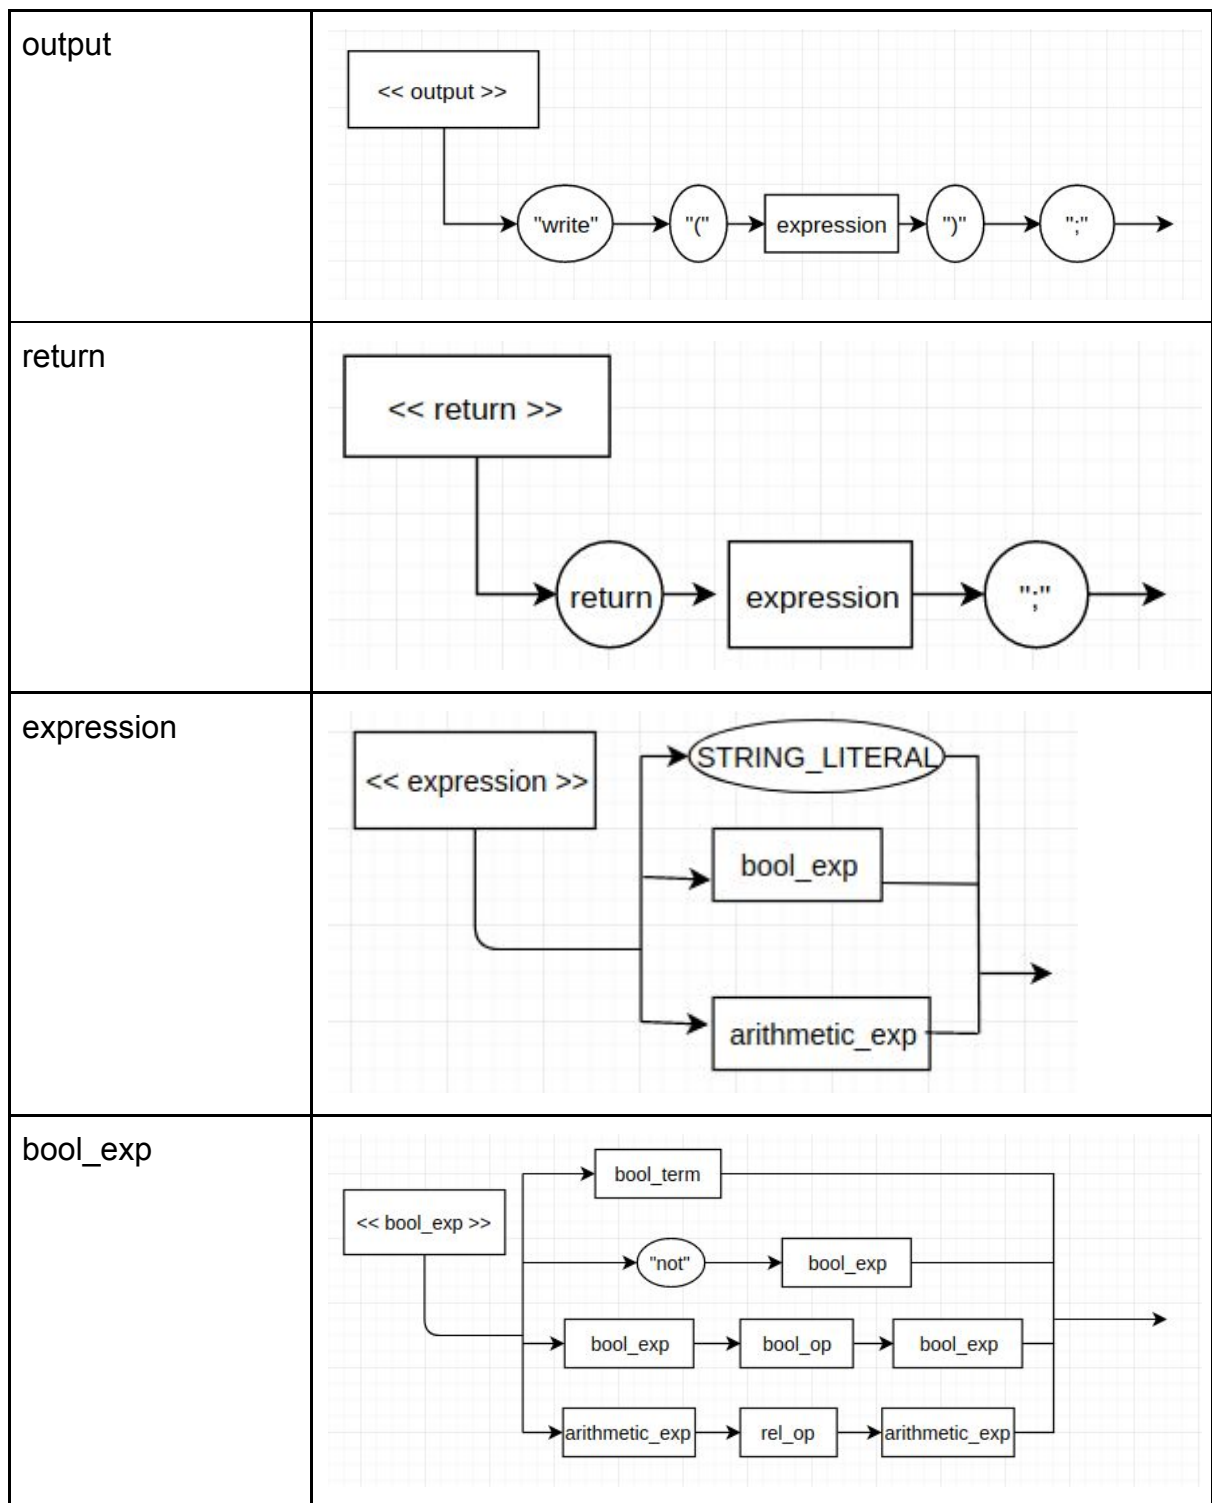 output
<< output >>
"write" "(" expression ")" ";"
return
<< return >>
return expression ";"
expression
<< expression >>
STRING_LITERAL
bool_exp
arithmetic_exp
bool_exp
bool_term
<< bool_exp >>
"not" bool_exp
bool_exp bool_op bool_exp
arithmetic_exp rel_op arithmetic_exp